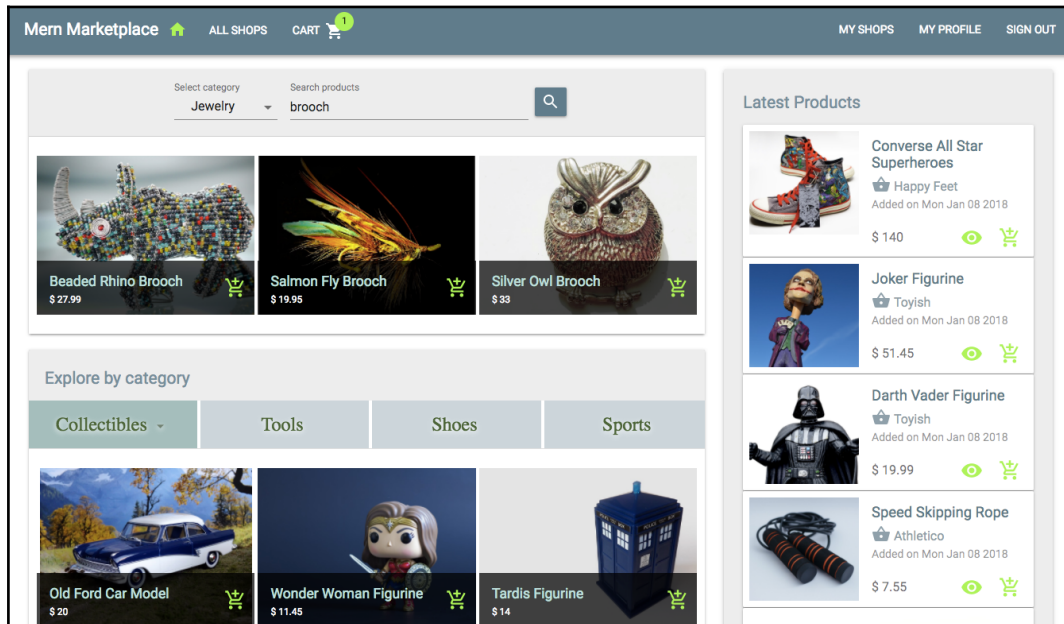 Mern Marketplace ALL SHOPS CART 1 MY SHOPS MY PROFILE SIGN OUT
Select category Search products
Jewelry brooch
Beaded Rhino Brooch
$ 27.99
Salmon Fly Brooch
$ 19.95
Silver Owl Brooch
$ 33
Explore by category
Collectibles Tools Shoes Sports
Old Ford Car Model
$ 20
Wonder Woman Figurine
$ 11.45
Tardis Figurine
$ 14
Latest Products
Converse All Star
Superheroes
Happy Feet
Added on Mon Jan 08 2018
$ 140
Joker Figurine
Toyish
Added on Mon Jan 08 2018
$ 51.45
Darth Vader Figurine
Toyish
Added on Mon Jan 08 2018
$ 19.99
Speed Skipping Rope
Athletico
Added on Mon Jan 08 2018
$ 7.55